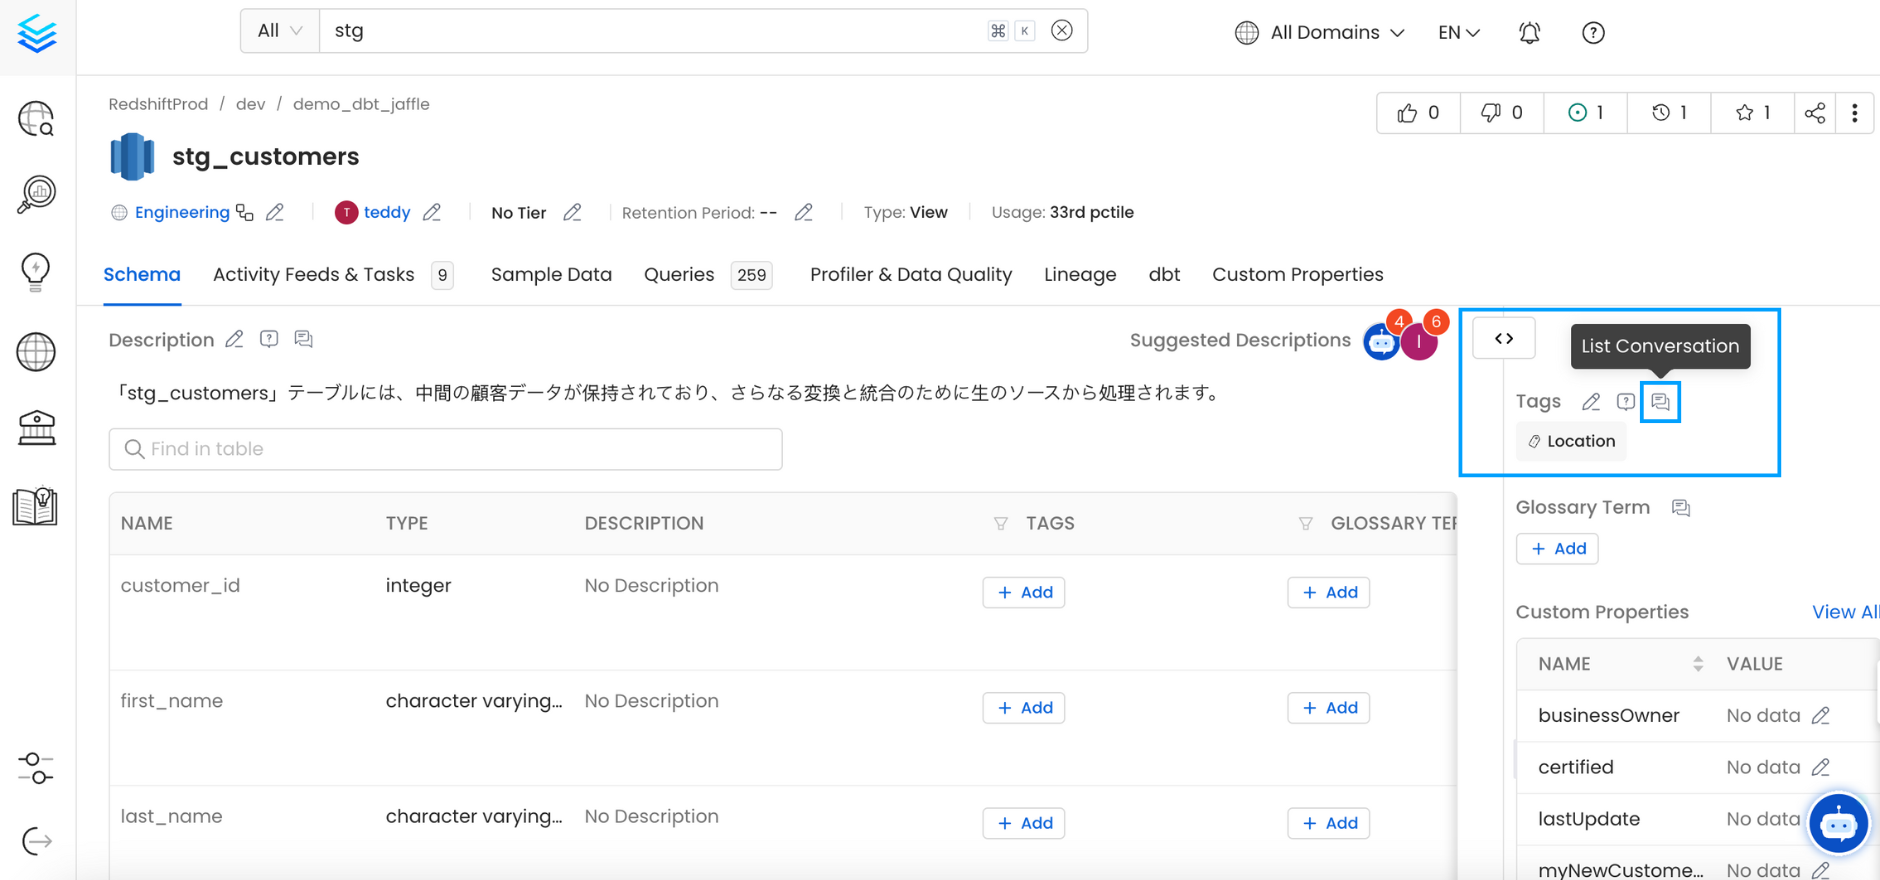 All stg ⌘ K All Domains EN
RedshiftProd / dev / demo_dbt_jaffle
0 0 1 1 1
stg_customers
Engineering T teddy No Tier Retention Period: -- Type: View Usage: 33rd pctile
Schema Activity Feeds & Tasks 9 Sample Data Queries 259 Profiler & Data Quality Lineage dbt Custom Properties
Description Suggested Descriptions 4 I 6
「stg_customers」テーブルには、中間の顧客データが保持されており、さらなる変換と統合のために生のソースから処理されます。
Find in table
NAME TYPE DESCRIPTION TAGS GLOSSARY TER
customer_id integer No Description + Add + Add
first_name character varying... No Description + Add + Add
last_name character varying... No Description + Add + Add
<> List Conversation
Tags
Location
Glossary Term
+ Add
Custom Properties View All
NAME VALUE
businessOwner No data
certified No data
lastUpdate No data
myNewCustome... No data